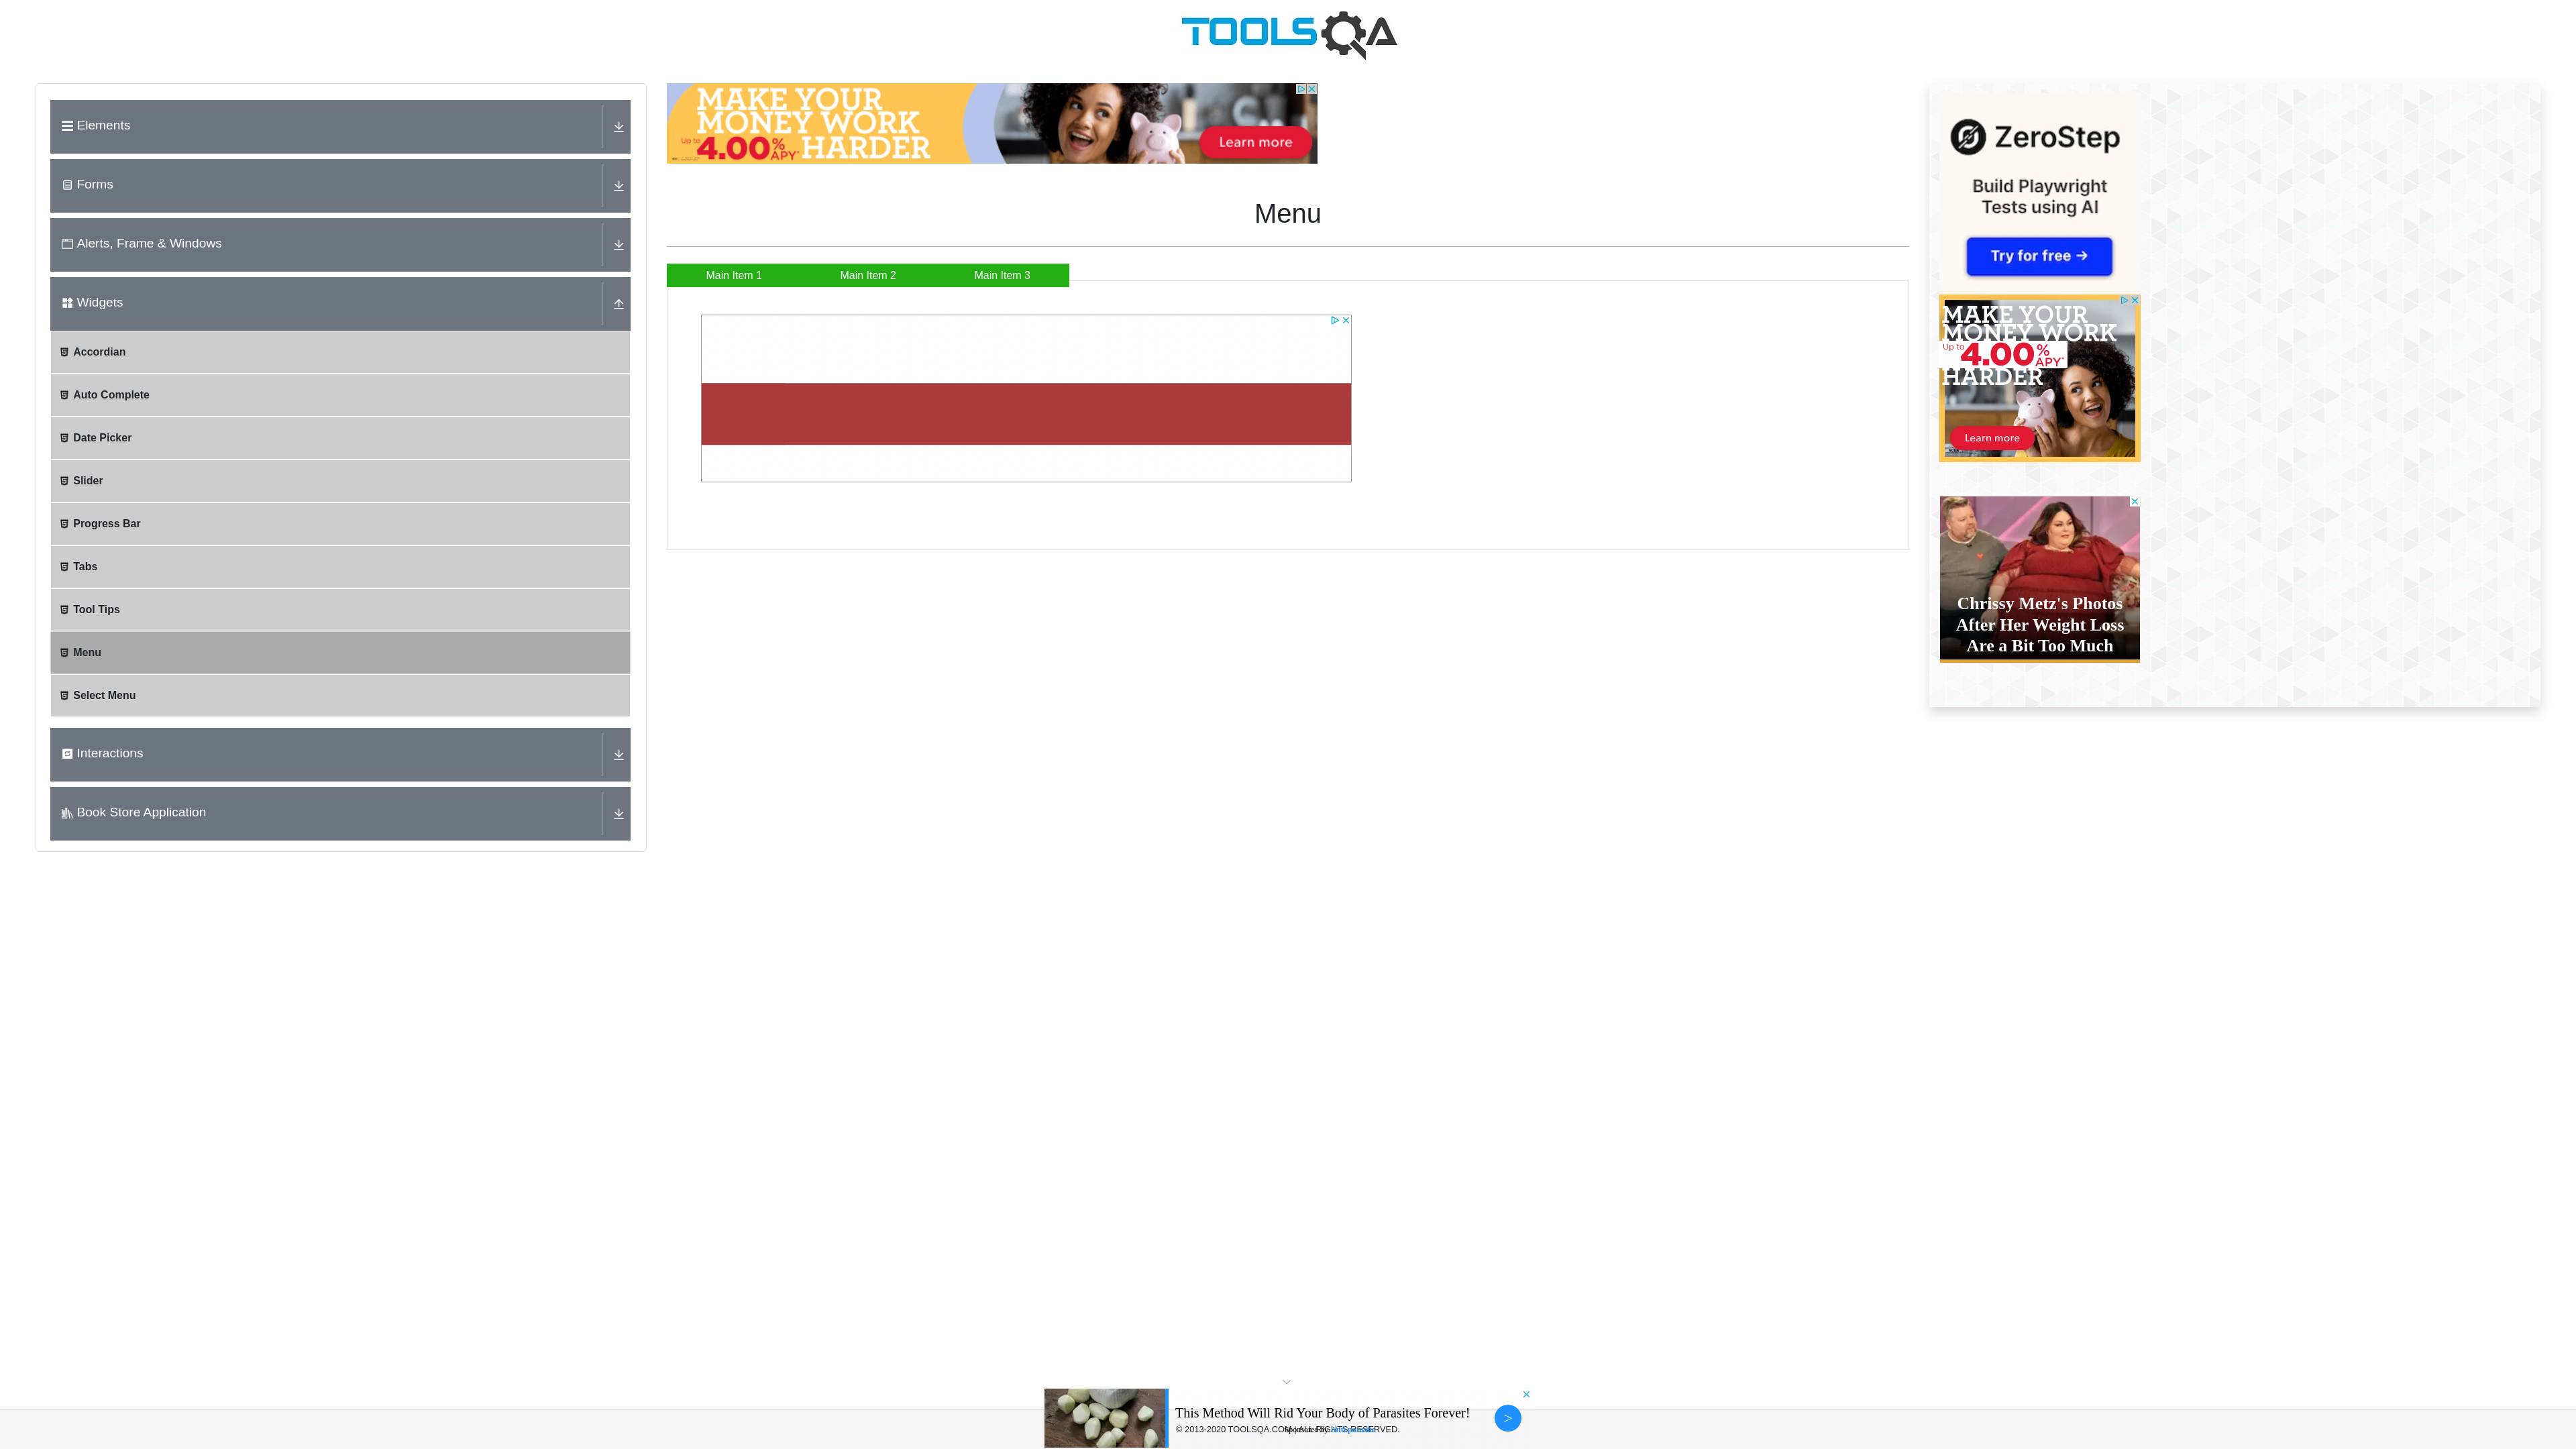 TOOLSQA
Elements
Forms
Alerts, Frame & Windows
Widgets
Accordian
Auto Complete
Date Picker
Slider
Progress Bar
Tabs
Tool Tips
Menu
Select Menu
Interactions
Book Store Application
MAKE YOUR
MONEY WORK
Up to 4.00% APY* HARDER
Learn more
Menu
Main Item 1
Main Item 2
Main Item 3
ZeroStep
Build Playwright
Tests using AI
Try for free →
MAKE YOUR
MONEY WORK
Up to 4.00% APY*
HARDER
Learn more
Chrissy Metz's Photos
After Her Weight Loss
Are a Bit Too Much
This Method Will Rid Your Body of Parasites Forever!
>
© 2013-2020 TOOLSQA.COM | ALL RIGHTS RESERVED.